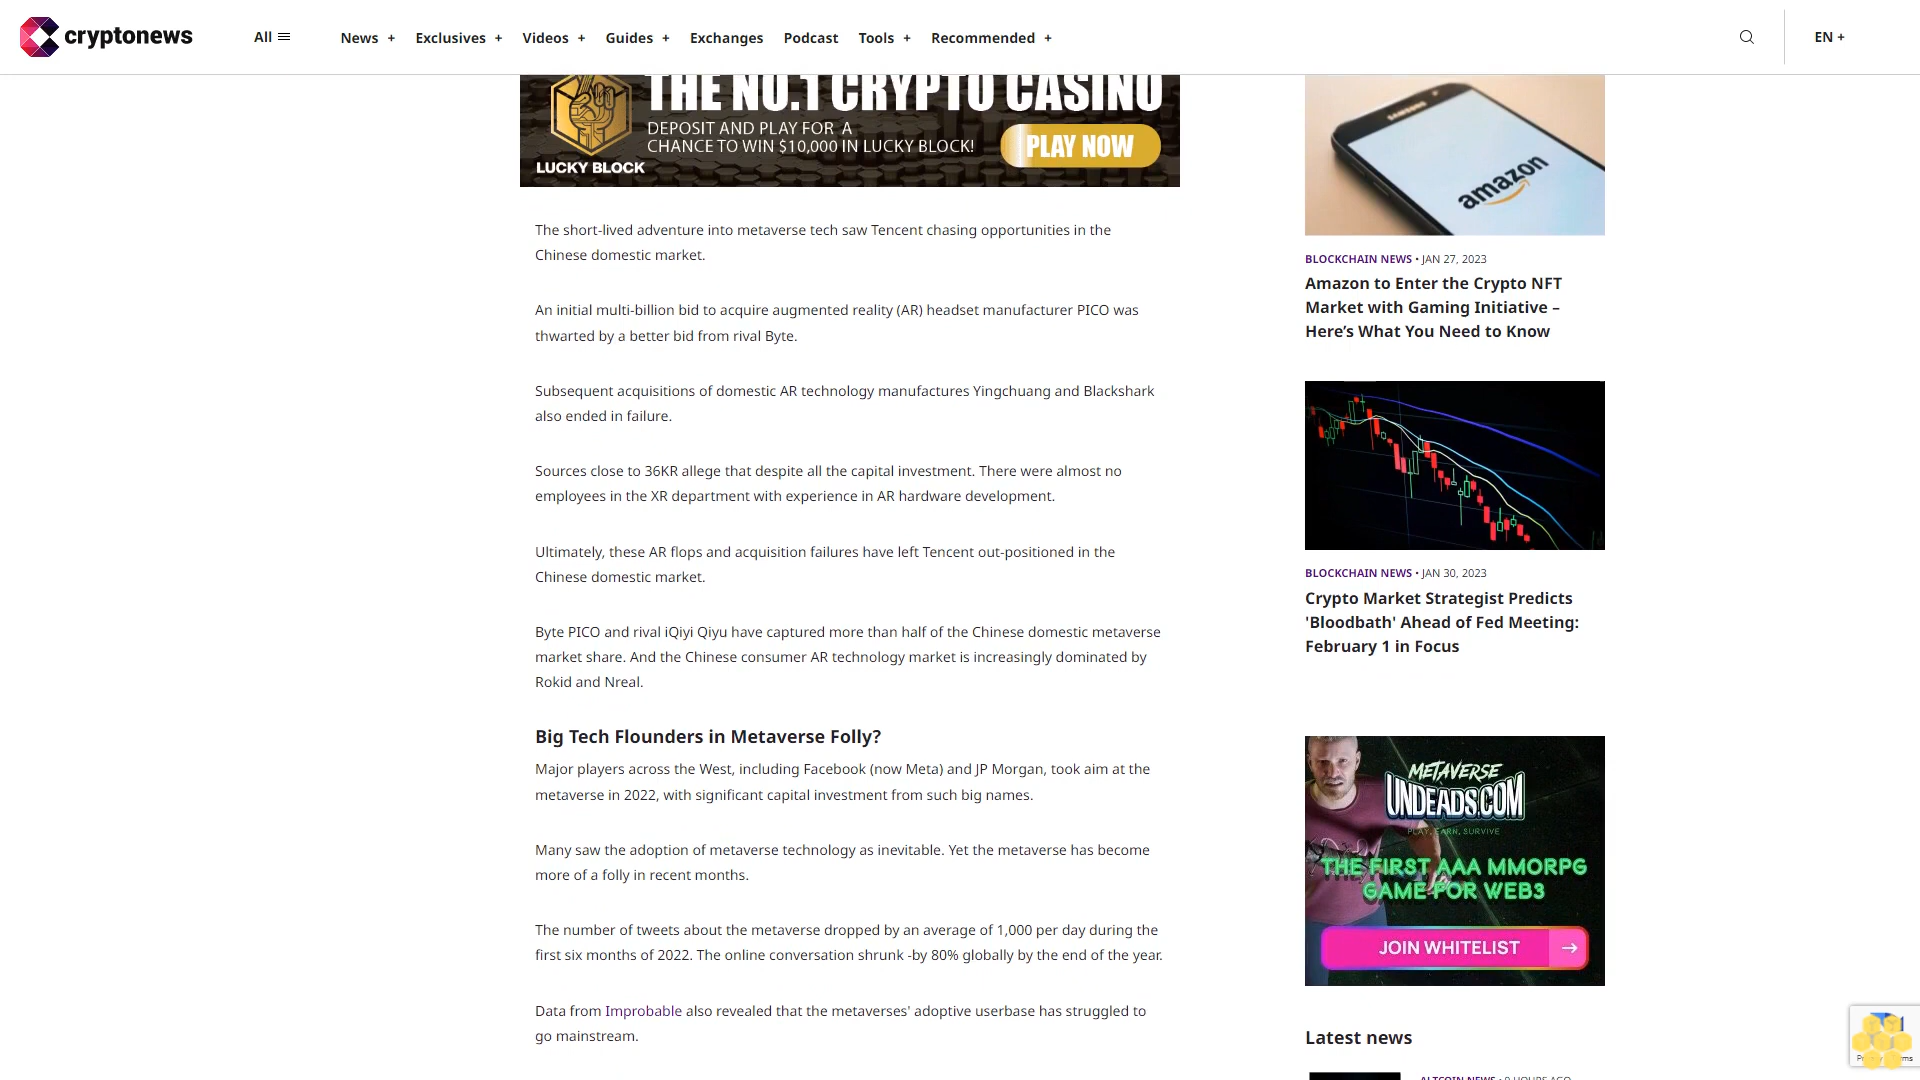 cryptonews
All
News +
Exclusives +
Videos +
Guides +
Exchanges
Podcast
Tools +
Recommended +
EN +
THE NO.1 CRYPTO CASINO
DEPOSIT AND PLAY FOR A
CHANCE TO WIN $10,000 IN LUCKY BLOCK!
PLAY NOW
LUCKY BLOCK
The short-lived adventure into metaverse tech saw Tencent chasing opportunities in the
Chinese domestic market.
An initial multi-billion bid to acquire augmented reality (AR) headset manufacturer PICO was
thwarted by a better bid from rival Byte.
Subsequent acquisitions of domestic AR technology manufactures Yingchuang and Blackshark
also ended in failure.
Sources close to 36KR allege that despite all the capital investment. There were almost no
employees in the XR department with experience in AR hardware development.
Ultimately, these AR flops and acquisition failures have left Tencent out-positioned in the
Chinese domestic market.
Byte PICO and rival iQiyi Qiyu have captured more than half of the Chinese domestic metaverse
market share. And the Chinese consumer AR technology market is increasingly dominated by
Rokid and Nreal.
Big Tech Flounders in Metaverse Folly?
Major players across the West, including Facebook (now Meta) and JP Morgan, took aim at the
metaverse in 2022, with significant capital investment from such big names.
Many saw the adoption of metaverse technology as inevitable. Yet the metaverse has become
more of a folly in recent months.
The number of tweets about the metaverse dropped by an average of 1,000 per day during the
first six months of 2022. The online conversation shrunk -by 80% globally by the end of the year.
Data from Improbable also revealed that the metaverses' adoptive userbase has struggled to
go mainstream.
SAMSUNG
amazon
BLOCKCHAIN NEWS • JAN 27, 2023
Amazon to Enter the Crypto NFT
Market with Gaming Initiative –
Here's What You Need to Know
BLOCKCHAIN NEWS • JAN 30, 2023
Crypto Market Strategist Predicts
'Bloodbath' Ahead of Fed Meeting:
February 1 in Focus
METAVERSE
UNDEADS.COM
PLAY, EARN, SURVIVE
THE FIRST AAA MMORPG
GAME FOR WEB3
JOIN WHITELIST
Latest news
ALTCOIN NEWS • 9 HOURS AGO